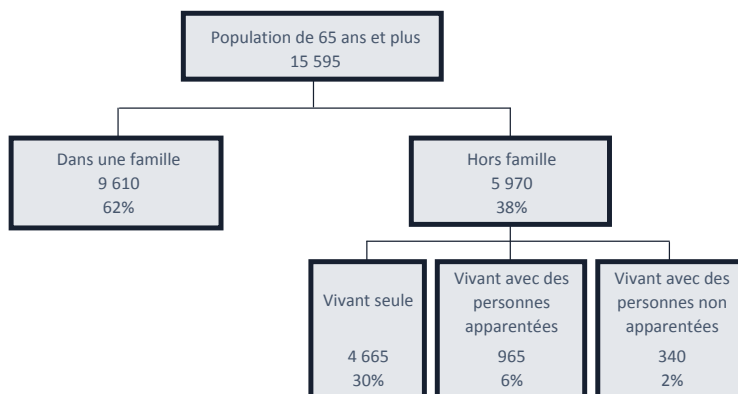 Population de 65 ans et plus
15 595
Dans une famille
9 610
62%
Hors famille
5 970
38%
Vivant seule
4 665
30%
Vivant avec des
personnes
apparentées
965
6%
Vivant avec des
personnes non
apparentées
340
2%